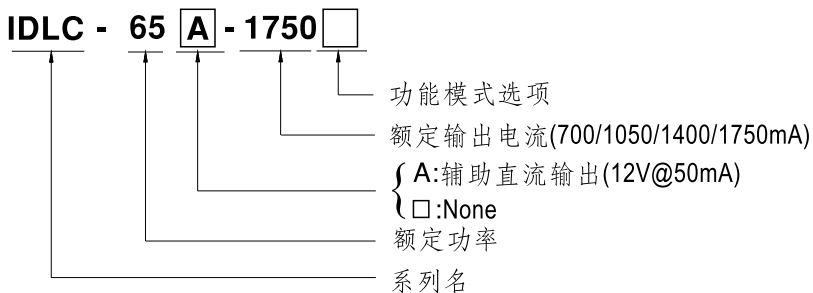 IDLC - 65 A - 1750□
功能模式选项
额定输出电流(700/1050/1400/1750mA)
A:辅助直流输出(12V@50mA)
□:None
额定功率
系列名